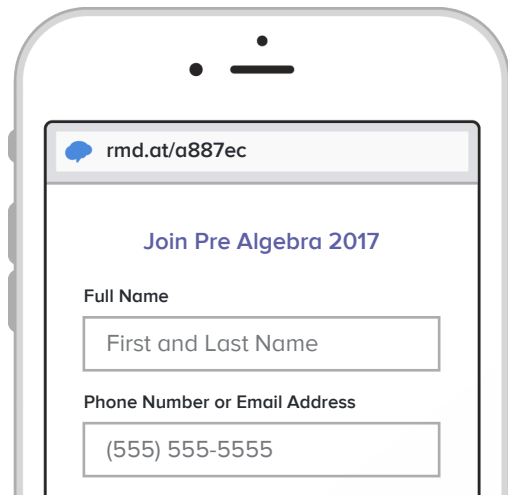 rmd.at/a887ec
Join Pre Algebra 2017
Full Name
First and Last Name
Phone Number or Email Address
(555) 555-5555